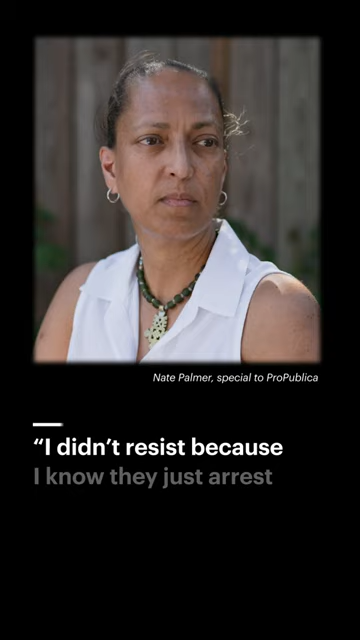 Nate Palmer, special to ProPublica
“I didn’t resist because
I know they just arrest